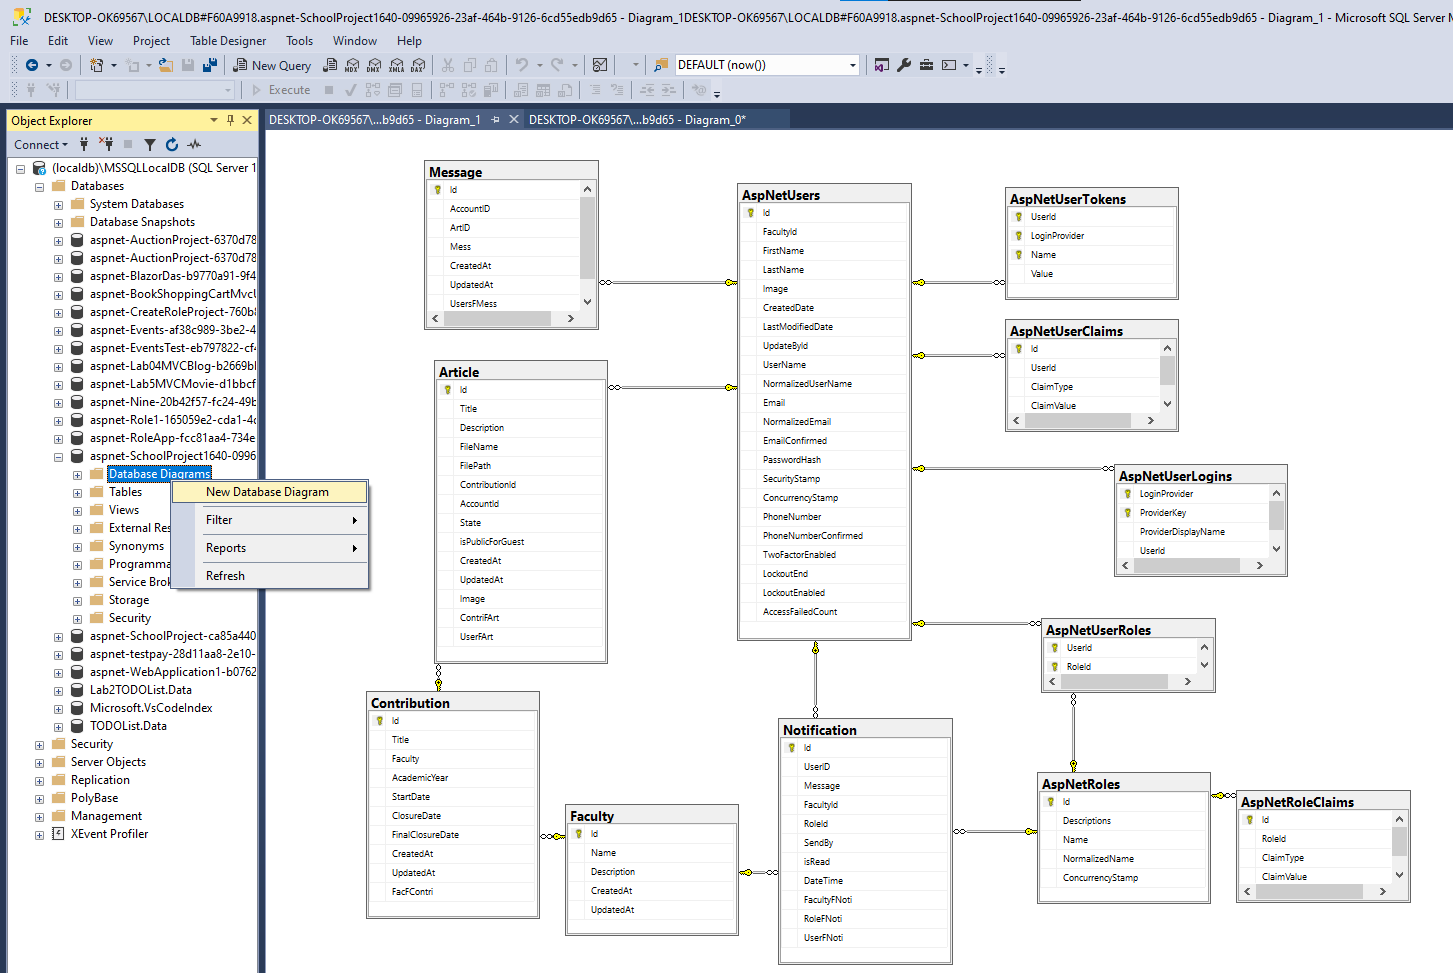 DESKTOP-OK69567\LOCALDB#F60A9918.aspnet-SchoolProject1640-09965926-23af-464b-9126-6cd55edb9d65 - Diagram_1DESKTOP-OK69567\LOCALDB#F60A9918.aspnet-SchoolProject1640-09965926-23af-464b-9126-6cd55edb9d65 - Diagram_1 - Microsoft SQL Server M
File Edit View Project Table Designer Tools Window Help
New Query MDX DMX XMLA DAX DEFAULT (now())
Execute
Object Explorer
DESKTOP-OK69567\...b9d65 - Diagram_1
DESKTOP-OK69567\...b9d65 - Diagram_0*
Connect
(localdb)\MSSQLLocalDB (SQL Server 1
Databases
System Databases
Database Snapshots
aspnet-AuctionProject-6370d78
aspnet-AuctionProject-6370d78
aspnet-BlazorDas-b9770a91-9f4
aspnet-BookShoppingCartMvcU
aspnet-CreateRoleProject-760b8
aspnet-Events-af38c989-3be2-4
aspnet-EventsTest-eb797822-cf4
aspnet-Lab04MVCBlog-b2669bl
aspnet-Lab5MVCMovie-d1bbcf
aspnet-Nine-20b42f57-fc24-49b
aspnet-Role1-165059e2-cda1-4c
aspnet-RoleApp-fcc81aa4-734e
aspnet-SchoolProject1640-0996
Database Diagrams
Tables
Views
External Res
Synonyms
Programma
Service Brok
Storage
Security
aspnet-SchoolProject-ca85a440
aspnet-testpay-28d11aa8-2e10-
aspnet-WebApplication1-b0762
Lab2TODOList.Data
Microsoft.VsCodeIndex
TODOList.Data
Security
Server Objects
Replication
PolyBase
Management
XEvent Profiler
New Database Diagram
Filter
Reports
Refresh
Message
Id
AccountID
ArtID
Mess
CreatedAt
UpdatedAt
UsersFMess
Article
Id
Title
Description
FileName
FilePath
ContributionId
AccountId
State
isPublicForGuest
CreatedAt
UpdatedAt
Image
ContriFArt
UserFArt
Contribution
Id
Title
Faculty
AcademicYear
StartDate
ClosureDate
FinalClosureDate
CreatedAt
UpdatedAt
FacFContri
Faculty
Id
Name
Description
CreatedAt
UpdatedAt
AspNetUsers
Id
FacultyId
FirstName
LastName
Image
CreatedDate
LastModifiedDate
UpdateById
UserName
NormalizedUserName
Email
NormalizedEmail
EmailConfirmed
PasswordHash
SecurityStamp
ConcurrencyStamp
PhoneNumber
PhoneNumberConfirmed
TwoFactorEnabled
LockoutEnd
LockoutEnabled
AccessFailedCount
Notification
Id
UserID
Message
FacultyId
RoleId
SendBy
isRead
DateTime
FacultyFNoti
RoleFNoti
UserFNoti
AspNetUserTokens
UserId
LoginProvider
Name
Value
AspNetUserClaims
Id
UserId
ClaimType
ClaimValue
AspNetUserLogins
LoginProvider
ProviderKey
ProviderDisplayName
UserId
AspNetUserRoles
UserId
RoleId
AspNetRoles
Id
Descriptions
Name
NormalizedName
ConcurrencyStamp
AspNetRoleClaims
Id
RoleId
ClaimType
ClaimValue